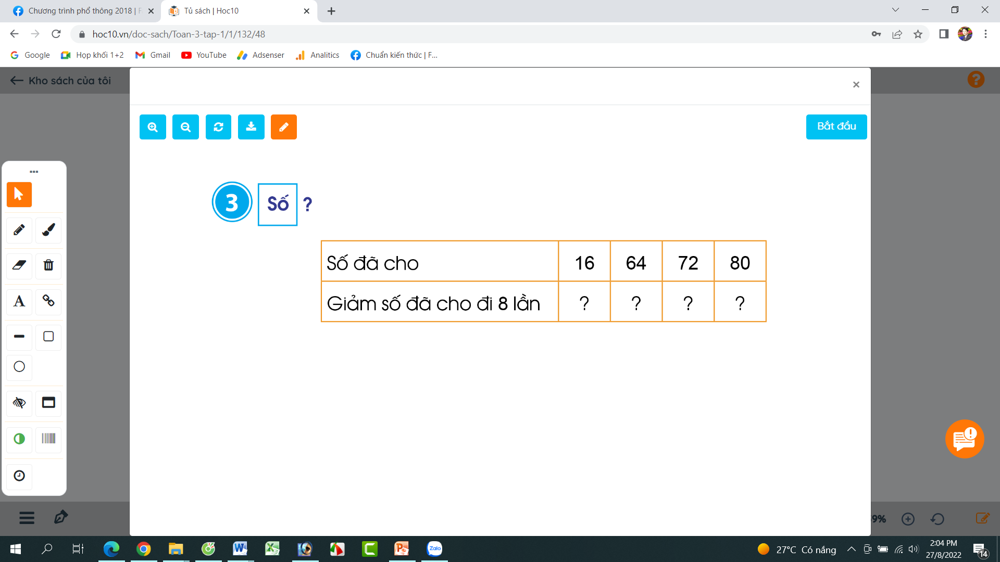 Chương trình phổ thông 2018 | F
Tủ sách | Hoc10
hoc10.vn/doc-sach/Toan-3-tap-1/1/132/48
Google
Họp khối 1+2
Gmail
YouTube
Adsenser
Analitics
Chuẩn kiến thức | F...
Kho sách của tôi
?
Bắt đầu
3 Số ?
Số đã cho 16 64 72 80
Giảm số đã cho đi 8 lần ? ? ? ?
A
9%
Zalo
27°C Có nắng
2:04 PM
27/8/2022
14